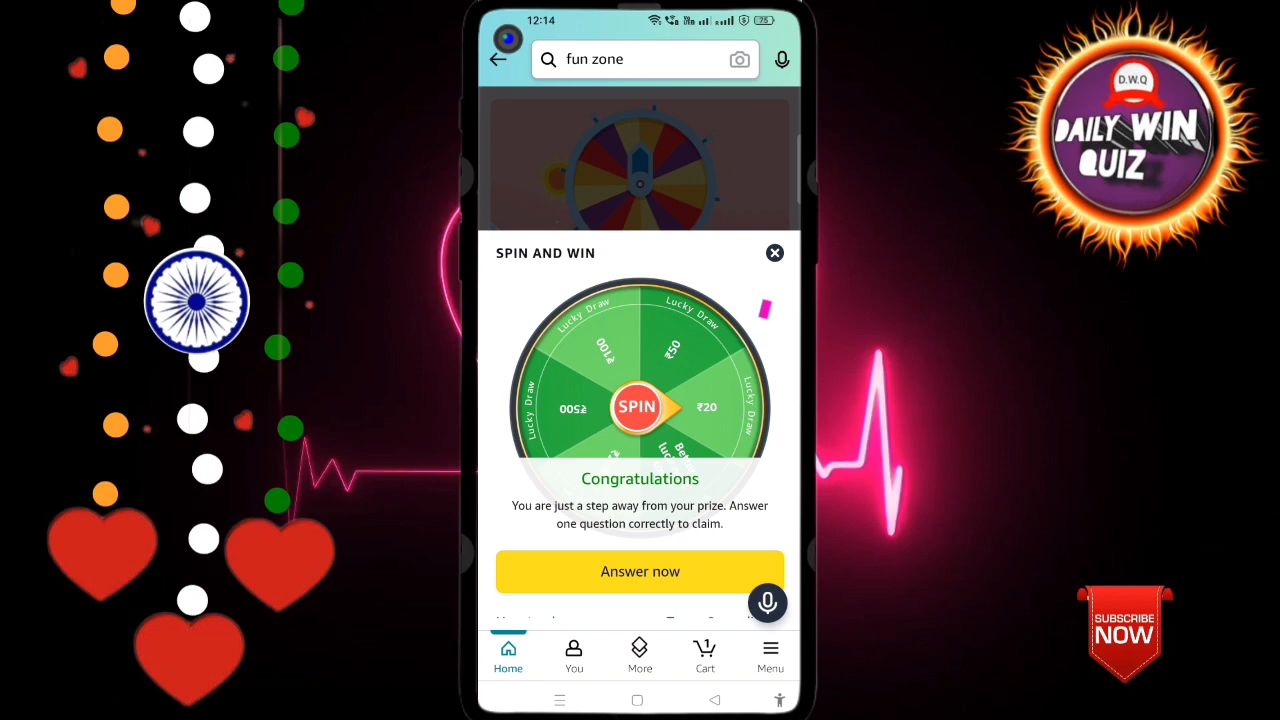 12:14
75
fun zone
D.W.Q
DAILY WIN
QUIZ
SPIN AND WIN
Lucky Draw
Lucky Draw
₹100
₹50
Lucky Draw
Lucky Draw
₹500
SPIN
₹20
Congratulations
You are just a step away from your prize. Answer
one question correctly to claim.
Answer now
SUBSCRIBE
NOW
1
Home
You
More
Cart
Menu